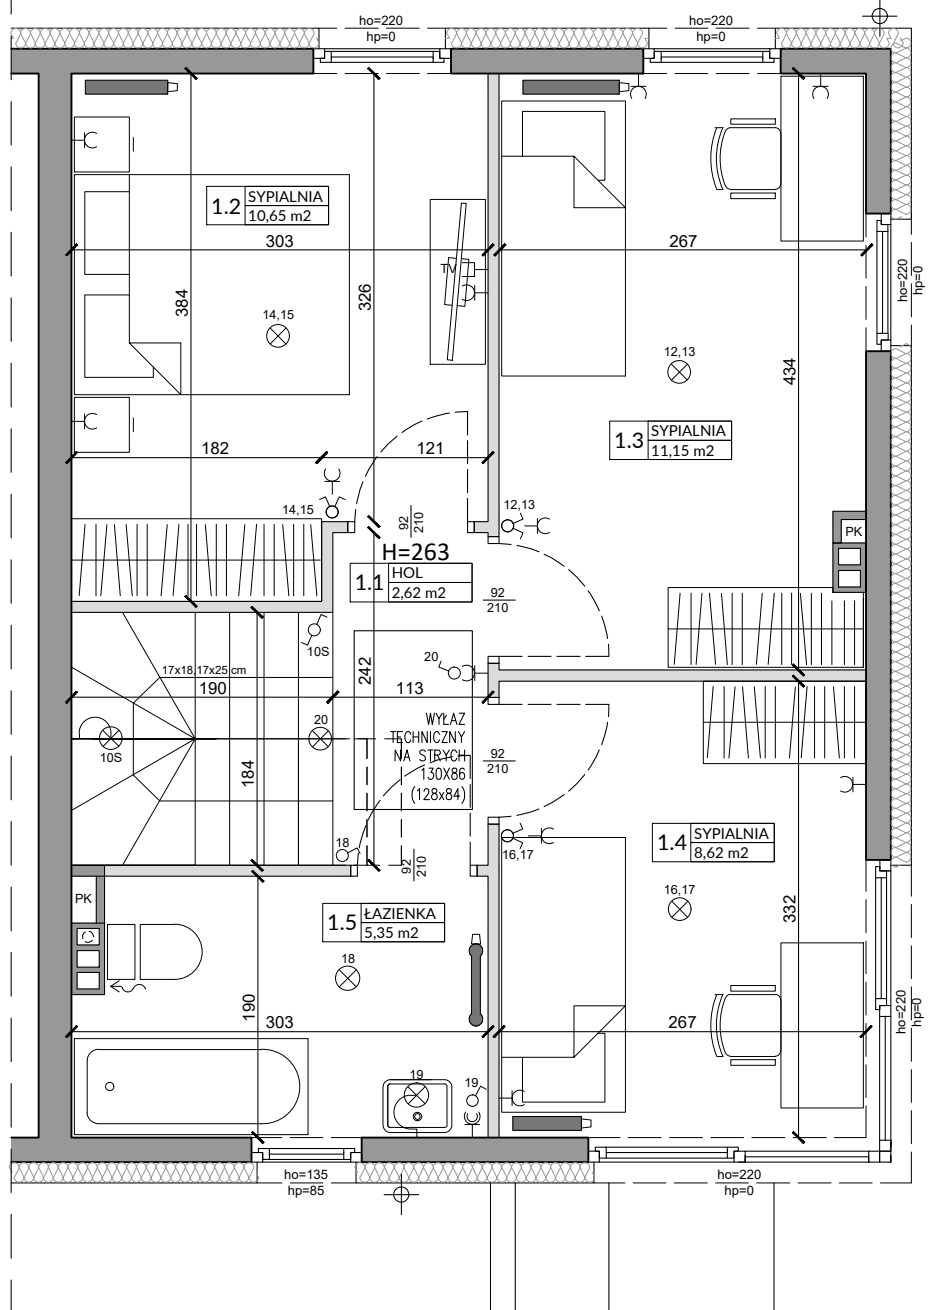 ho=220
hp=0
ho=220
hp=0
1.2
SYPIALNIA
10,65 m2
303
267
ho=220
hp=0
TV
384
326
14,15
12,13
434
1.3
SYPIALNIA
11,15 m2
182
121
14,15
92
210
12,13
PK
H=263
1.1
HOL
2,62 m2
92
210
10S
20
17x18,17x25 cm
190
242
113
WYŁAZ
TECHNICZNY
NA STRYCH
130X86
(128x84)
20
10S
92
210
184
18
92
210
16,17
1.4
SYPIALNIA
8,62 m2
PK
1.5
ŁAZIENKA
5,35 m2
16,17
332
18
190
303
267
ho=220
hp=0
19
19
ho=135
hp=85
ho=220
hp=0